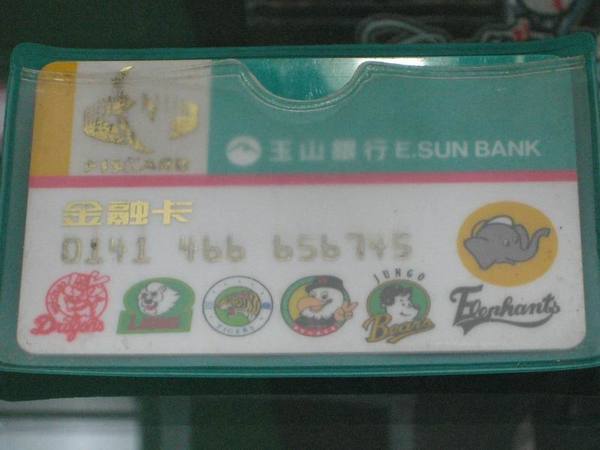 玉山銀行 E.SUN BANK
金融卡
0141 466 656745
Dragons
Lions
TIGERS
JUNGO
Bears
Elephants